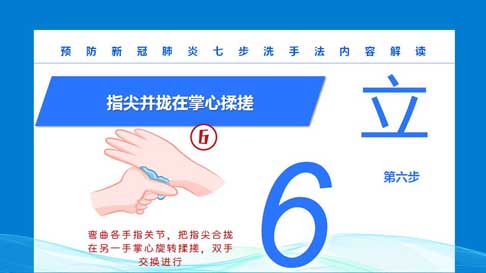 预防新冠肺炎七步洗手法内容解读
指尖并拢在掌心揉搓
立
6
第六步
6
弯曲各手指关节，把指尖合拢
在另一手掌心旋转揉搓，双手
交换进行